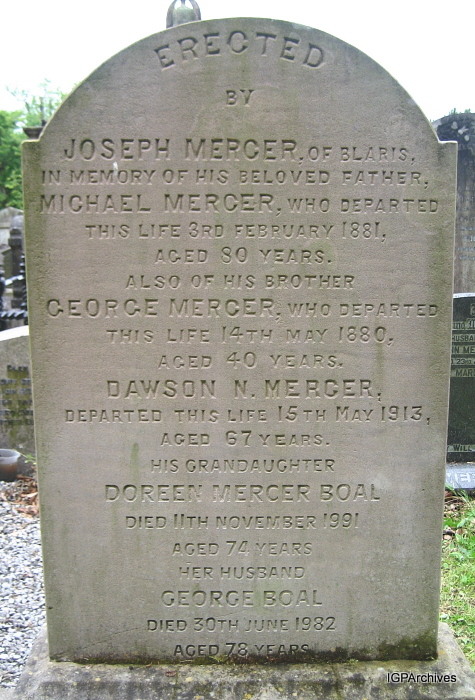 ERECTED
BY
JOSEPH MERCER, OF BLARIS,
IN MEMORY OF HIS BELOVED FATHER,
MICHAEL MERCER, WHO DEPARTED
THIS LIFE 3RD FEBRUARY 1881,
AGED 80 YEARS.
ALSO OF HIS BROTHER
GEORGE MERCER, WHO DEPARTED
THIS LIFE 14TH MAY 1880,
AGED 40 YEARS.
DAWSON N. MERCER,
DEPARTED THIS LIFE 15TH MAY 1913,
AGED 67 YEARS.
HIS GRANDAUGHTER
DOREEN MERCER BOAL
DIED 11TH NOVEMBER 1991
AGED 74 YEARS
HER HUSBAND
GEORGE BOAL
DIED 30TH JUNE 1982
AGED 78 YEARS
IGPArchives